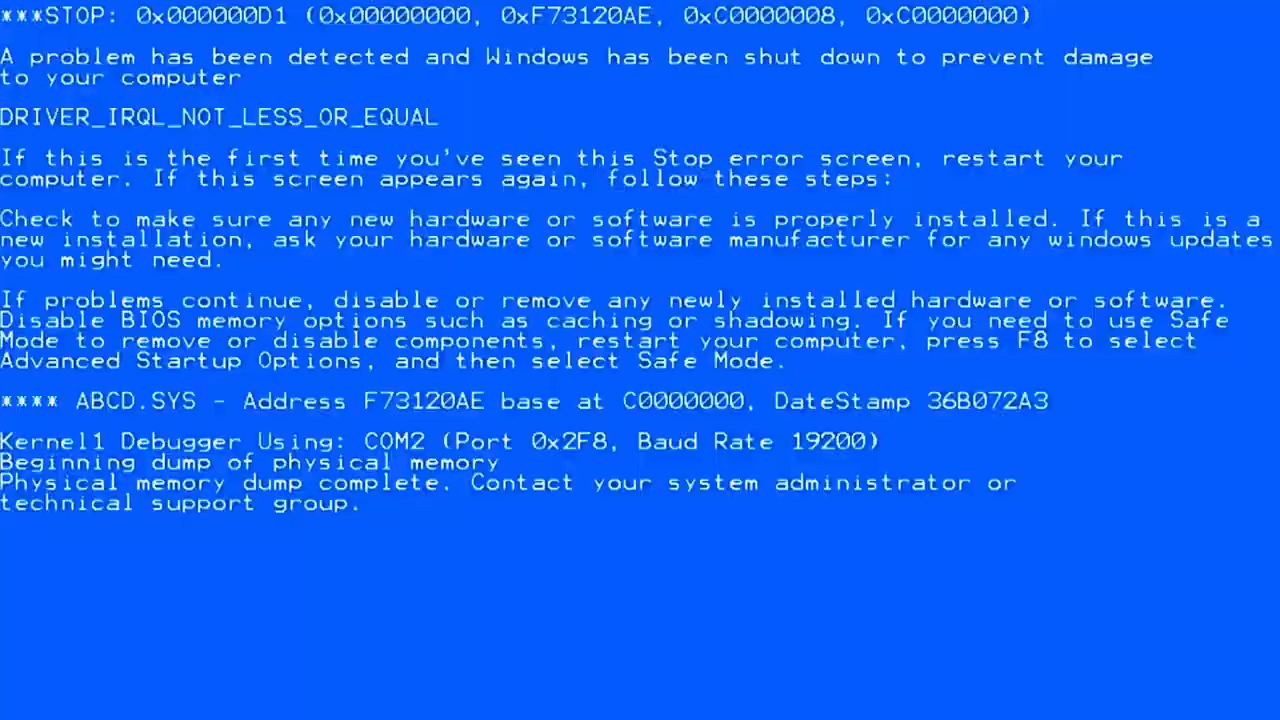 ***STOP: 0x000000D1 (0x00000000, 0xF73120AE, 0xC0000008, 0xC0000000)
A problem has been detected and Windows has been shut down to prevent damage
to your computer
DRIVER_IRQL_NOT_LESS_OR_EQUAL
If this is the first time you've seen this Stop error screen, restart your
computer. If this screen appears again, follow these steps:
Check to make sure any new hardware or software is properly installed. If this is a
new installation, ask your hardware or software manufacturer for any windows updates
you might need.
If problems continue, disable or remove any newly installed hardware or software.
Disable BIOS memory options such as caching or shadowing. If you need to use Safe
Mode to remove or disable components, restart your computer, press F8 to select
Advanced Startup Options, and then select Safe Mode.
**** ABCD.SYS - Address F73120AE base at C0000000, DateStamp 36B072A3
Kernel1 Debugger Using: COM2 (Port 0x2F8, Baud Rate 19200)
Beginning dump of physical memory
Physical memory dump complete. Contact your system administrator or
technical support group.